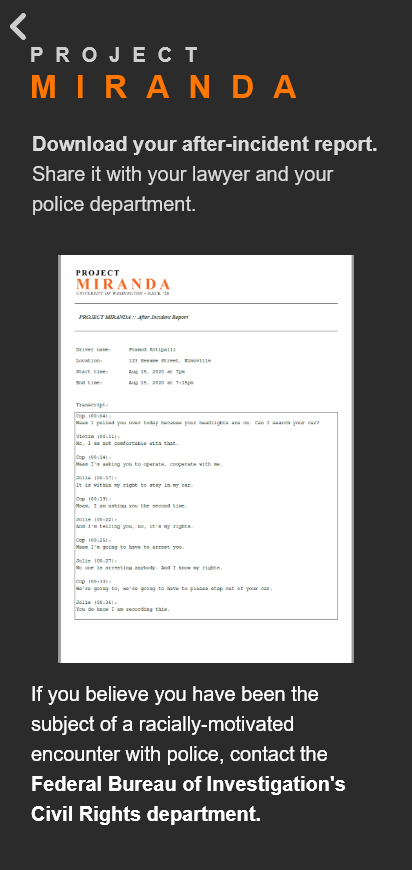 P R O J E C T
M I R A N D A
Download your after-incident report.
Share it with your lawyer and your
police department.
PROJECT
MIRANDA
UNIVERSITY OF WASHINGTON - HACK '20
PROJECT MIRANDA :: After-Incident Report
Driver name: Pramod Kotipalli
Location: 123 Sesame Street, Elmoville
Start time: Aug 15, 2020 at 7pm
End time: Aug 15, 2020 at 7:15pm
Transcript:
Cop (00:04):
Maam I pulled you over today because your headlights are on. Can I search your car?
Victim (00:11):
No, I am not comfortable with that.
Cop (00:14):
Maam I'm asking you to operate, cooperate with me.
Jolie (00:17):
It is within my right to stay in my car.
Cop (00:19):
Maam, I am asking you the second time.
Jolie (00:22):
And I'm telling you, no, it's my rights.
Cop (00:25):
Maam I'm going to have to arrest you.
Jolie (00:27):
No one is arresting anybody. And I know my rights.
Cop (00:33):
We're going to, we're going to have to please step out of your car.
Jolie (00:36):
You do know I am recording this.
If you believe you have been the
subject of a racially-motivated
encounter with police, contact the
Federal Bureau of Investigation's
Civil Rights department.